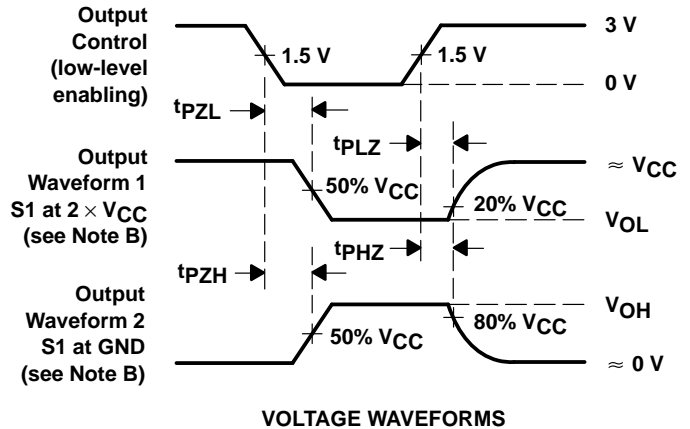 Output
Control
(low-level
enabling)
1.5 V
1.5 V
3 V
0 V
tPZL
tPLZ
Output
Waveform 1
S1 at 2 × VCC
(see Note B)
50% VCC
20% VCC
≈ VCC
VOL
tPZH
tPHZ
Output
Waveform 2
S1 at GND
(see Note B)
50% VCC
80% VCC
VOH
≈ 0 V
VOLTAGE WAVEFORMS